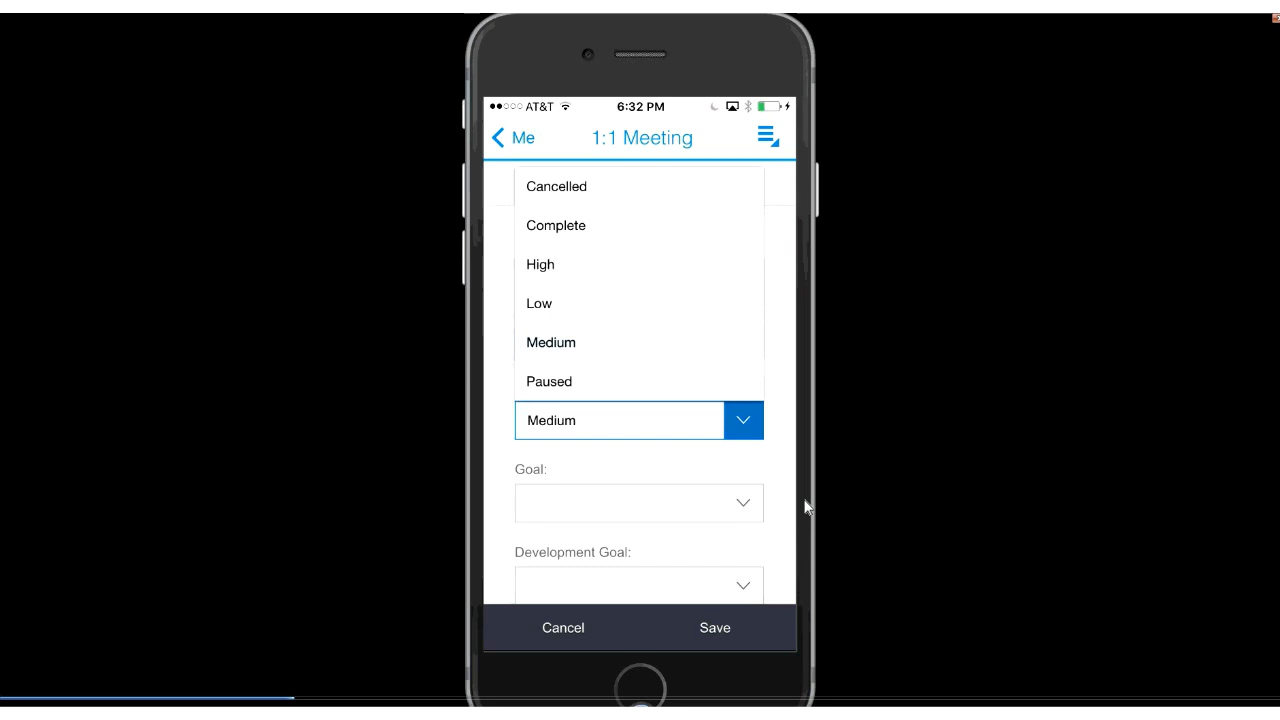 AT&T 6:32 PM
Me 1:1 Meeting
Cancelled
Complete
High
Low
Medium
Paused
Medium
Goal:
Development Goal:
Cancel Save